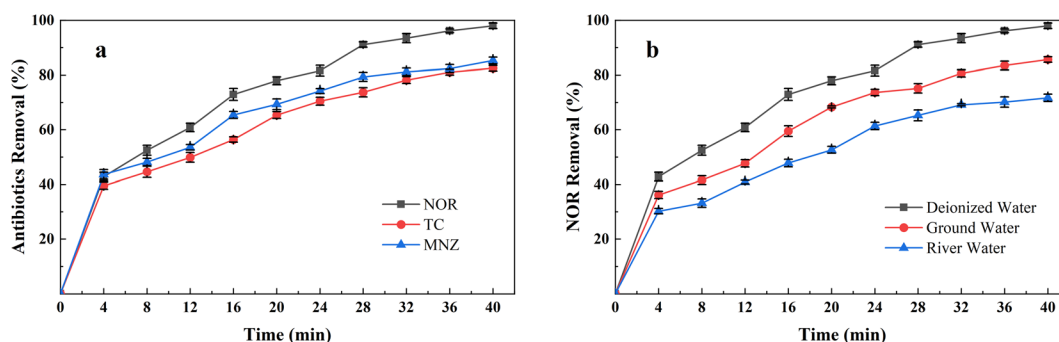 a
Antibiotics Removal (%)
100
80
60
40
20
0 4 8 12 16 20 24 28 32 36 40
Time (min)
NOR
TC
MNZ
b
NOR Removal (%)
100
80
60
40
20
0 4 8 12 16 20 24 28 32 36 40
Time (min)
Deionized Water
Ground Water
River Water